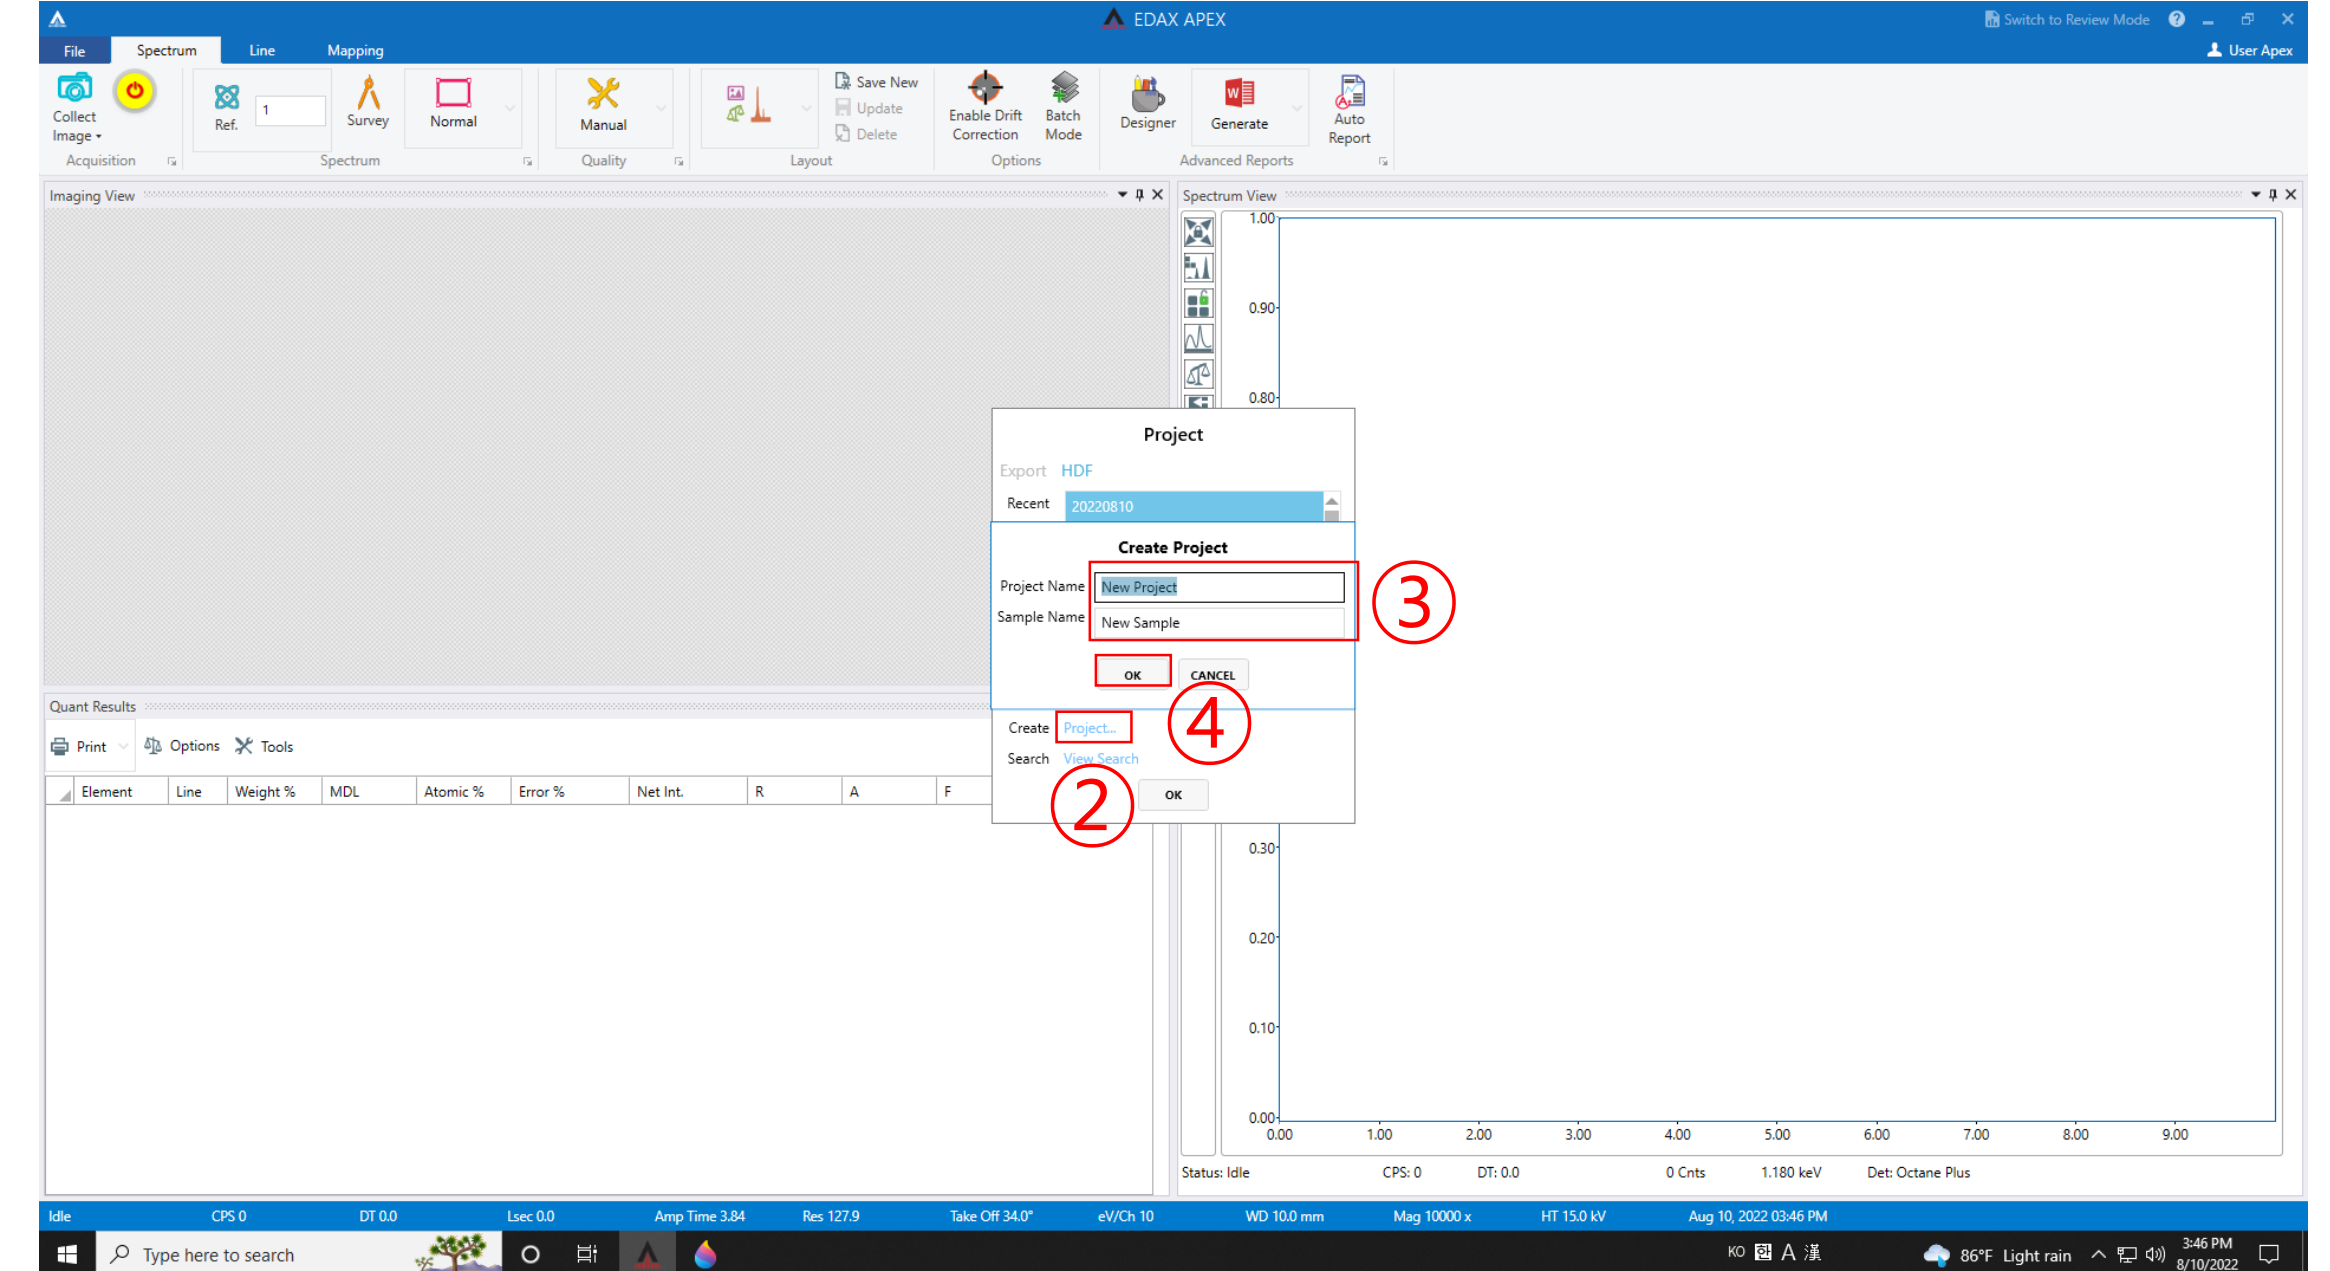 EDAX APEX
Switch to Review Mode
File Spectrum Line Mapping
User Apex
Collect Image
Ref. 1
Survey
Normal
Manual
Save New
Update
Delete
Enable Drift Correction
Batch Mode
Designer
Generate
Auto Report
Acquisition Spectrum Quality Layout Options Advanced Reports
Imaging View
Spectrum View
1.00
0.90
0.80
Project
Export HDF
Recent 20220810
Create Project
Project Name New Project
Sample Name New Sample
③
OK CANCEL
④
Create Project...
Search View Search
②
OK
Quant Results
Print Options Tools
Element Line Weight % MDL Atomic % Error % Net Int. R A F
0.30
0.20
0.10
0.00
0.00 1.00 2.00 3.00 4.00 5.00 6.00 7.00 8.00 9.00
Status: Idle CPS: 0 DT: 0.0 0 Cnts 1.180 keV Det: Octane Plus
Idle CPS 0 DT 0.0 Lsec 0.0 Amp Time 3.84 Res 127.9 Take Off 34.0° eV/Ch 10 WD 10.0 mm Mag 10000 x HT 15.0 kV Aug 10, 2022 03:46 PM
Type here to search
KO 한 A 漢
86°F Light rain
3:46 PM
8/10/2022